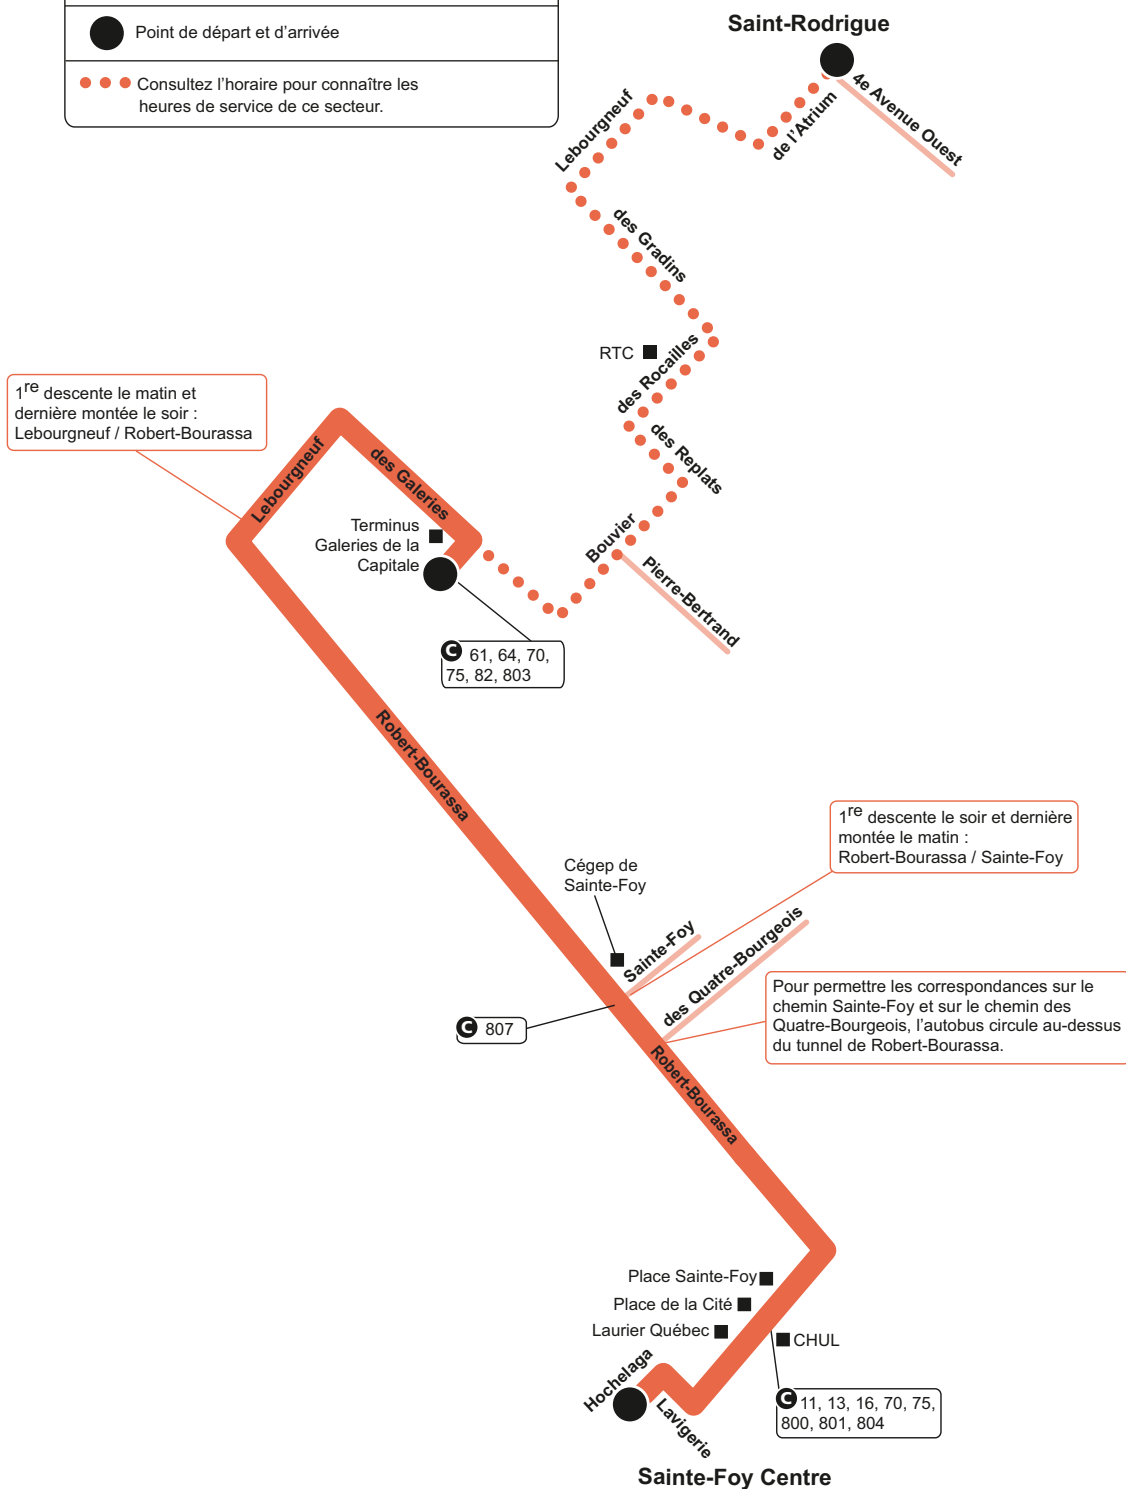 Point de départ et d'arrivée
Consultez l'horaire pour connaître les
heures de service de ce secteur.
Saint-Rodrigue
4e Avenue Ouest
de l'Atrium
Lebourgneuf
des Gradins
RTC
des Rocailles
des Replats
1re descente le matin et
dernière montée le soir :
Lebourgneuf / Robert-Bourassa
Lebourgneuf
des Galeries
Terminus
Galeries de la
Capitale
Bouvier
Pierre-Bertrand
C 61, 64, 70,
75, 82, 803
Robert-Bourassa
1re descente le soir et dernière
montée le matin :
Robert-Bourassa / Sainte-Foy
Cégep de
Sainte-Foy
Sainte-Foy
des Quatre-Bourgeois
Pour permettre les correspondances sur le
chemin Sainte-Foy et sur le chemin des
Quatre-Bourgeois, l'autobus circule au-dessus
du tunnel de Robert-Bourassa.
C 807
Robert-Bourassa
Place Sainte-Foy
Place de la Cité
Laurier Québec
CHUL
Hochelaga
Lavigerie
C 11, 13, 16, 70, 75,
800, 801, 804
Sainte-Foy Centre